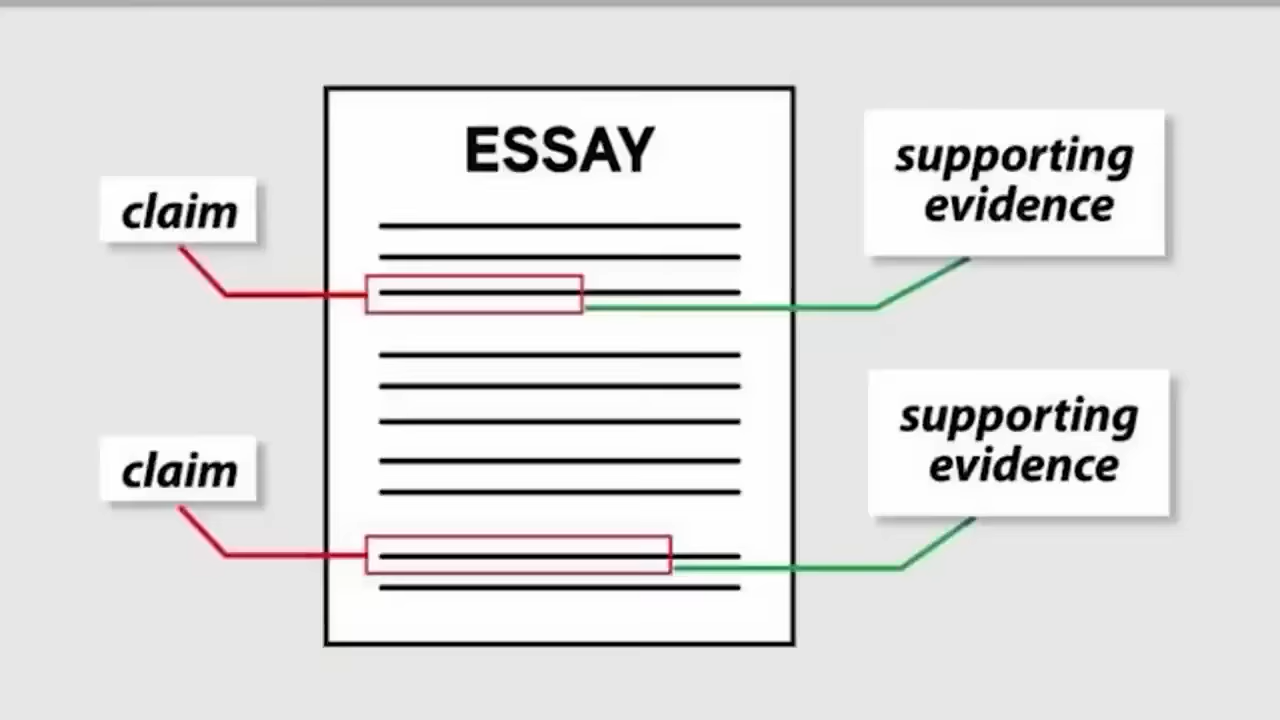 ESSAY
claim
supporting
evidence
claim
supporting
evidence